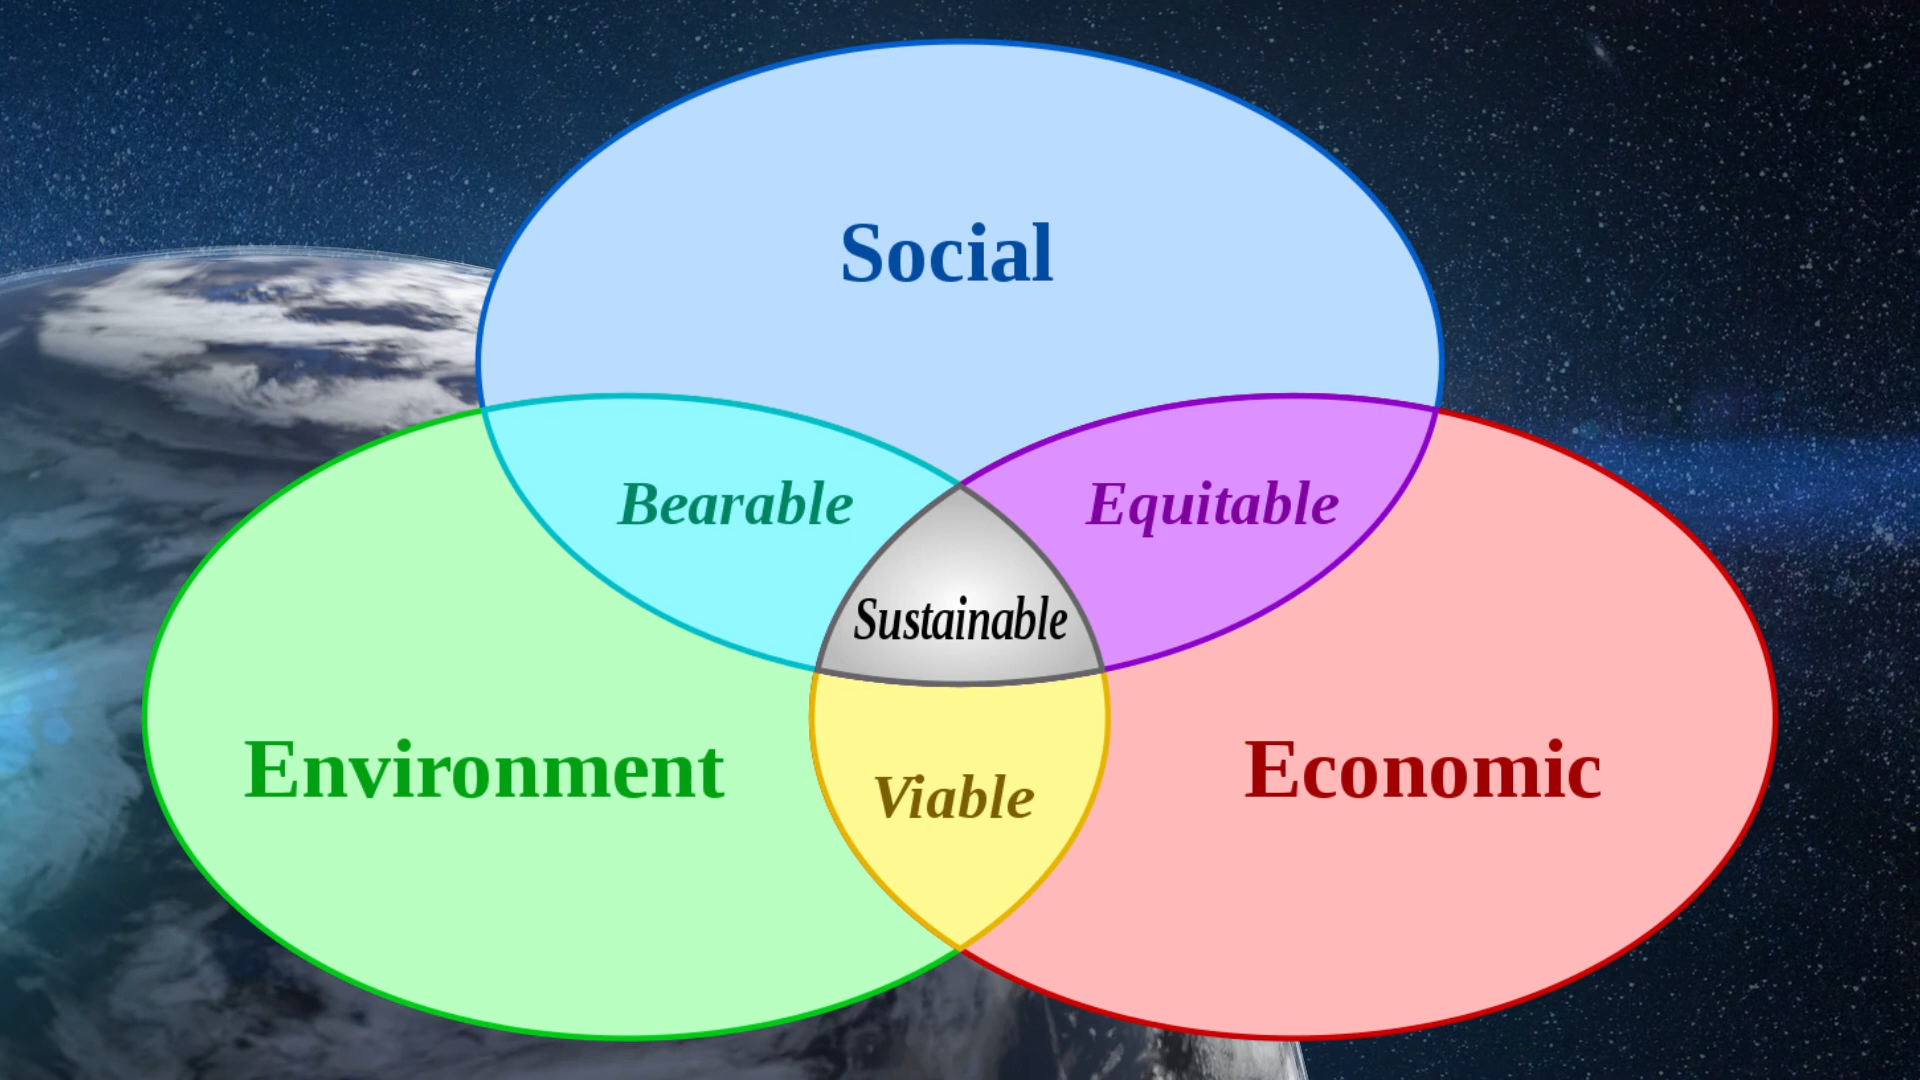 Social
Bearable
Equitable
Sustainable
Environment
Economic
Viable